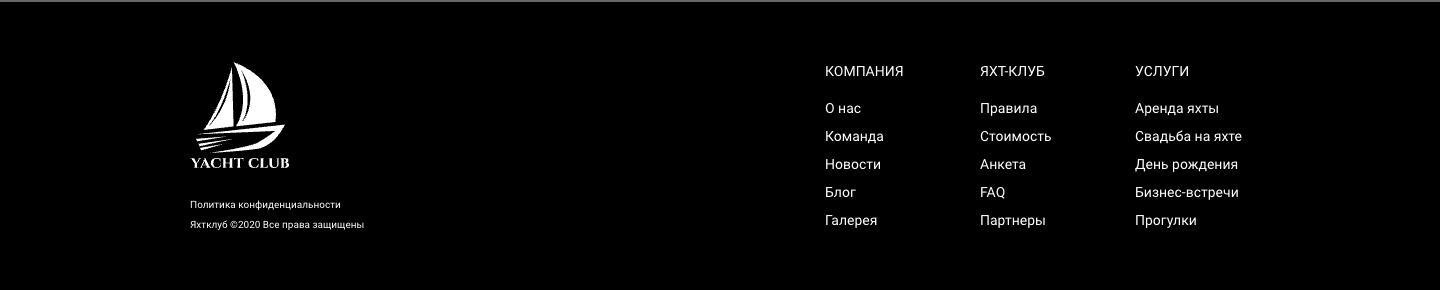 YACHT CLUB
Политика конфиденциальности
Яхтклуб ©2020 Все права защищены
КОМПАНИЯ
О нас
Команда
Новости
Блог
Галерея
ЯХТ-КЛУБ
Правила
Стоимость
Анкета
FAQ
Партнеры
УСЛУГИ
Аренда яхты
Свадьба на яхте
День рождения
Бизнес-встречи
Прогулки